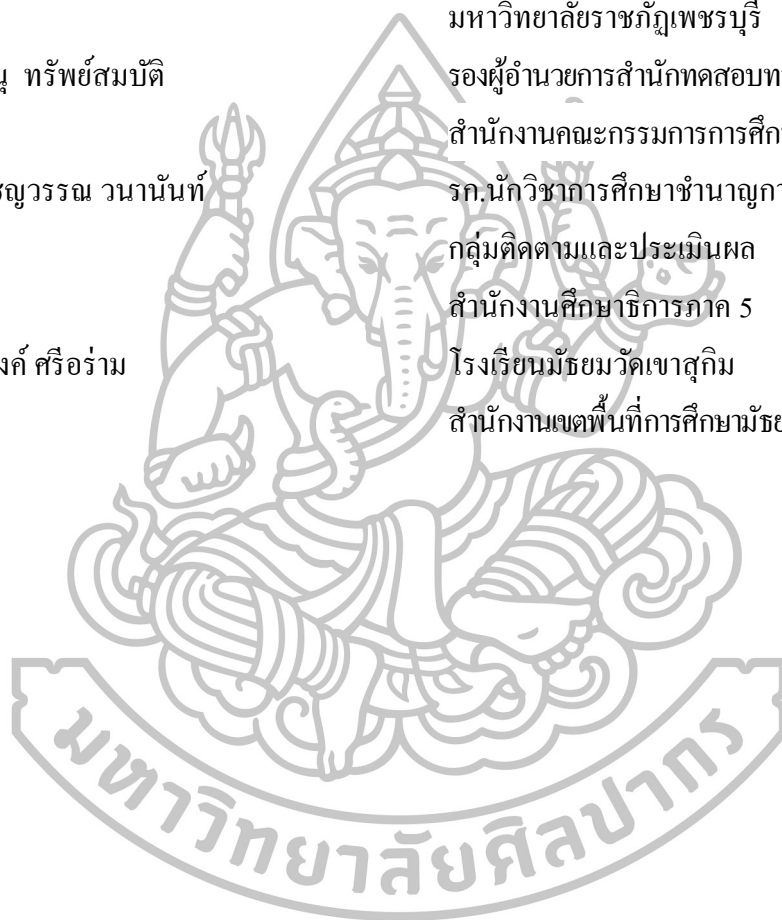 มหาวิทยาลัยราชภัฏเพชรบุรี
ทรัพย์สมบัติ รองผู้อำนวยการสำนักทดสอบ
สำนักงานคณะกรรมการการศึก
วนานันท์ รก.นักวิชาการศึกษาชำนาญก
กลุ่มติดตามและประเมินผล
สำนักงานศึกษาธิการภาค 5
ศรีอร่าม โรงเรียนมัธยมวัดเขาสุกิม
สำนักงานเขตพื้นที่การศึกษามัธย
มหาวิทยาลัยศิลปากร